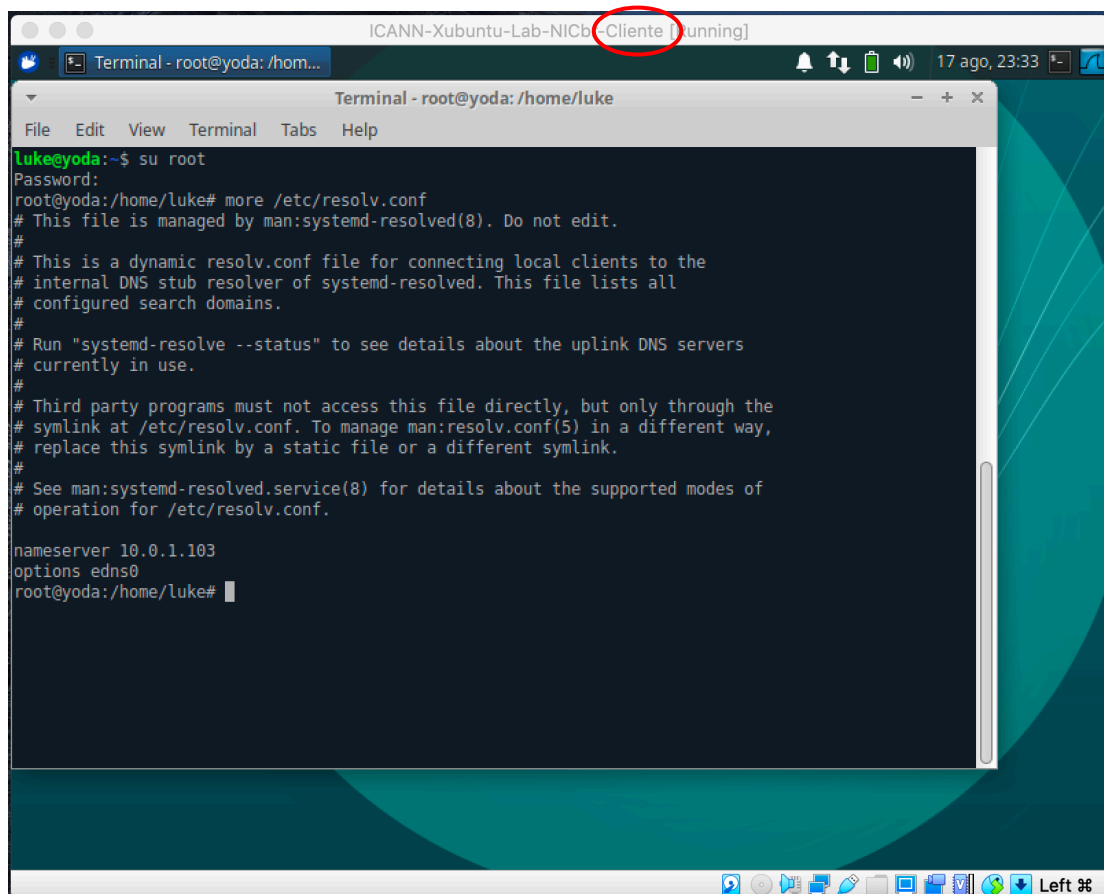 ICANN-Xubuntu-Lab-NICb -Cliente [Running]
Terminal - root@yoda: /hom...
17 ago, 23:33
Terminal - root@yoda: /home/luke
File Edit View Terminal Tabs Help
luke@yoda:~$ su root
Password:
root@yoda:/home/luke# more /etc/resolv.conf
# This file is managed by man:systemd-resolved(8). Do not edit.
#
# This is a dynamic resolv.conf file for connecting local clients to the
# internal DNS stub resolver of systemd-resolved. This file lists all
# configured search domains.
#
# Run "systemd-resolve --status" to see details about the uplink DNS servers
# currently in use.
#
# Third party programs must not access this file directly, but only through the
# symlink at /etc/resolv.conf. To manage man:resolv.conf(5) in a different way,
# replace this symlink by a static file or a different symlink.
#
# See man:systemd-resolved.service(8) for details about the supported modes of
# operation for /etc/resolv.conf.
nameserver 10.0.1.103
options edns0
root@yoda:/home/luke#
Left ⌘